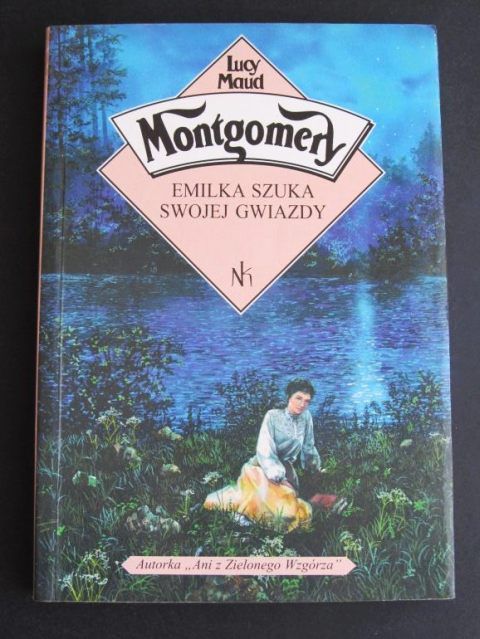 Lucy
Maud
Montgomery
EMILKA SZUKA
SWOJEJ GWIAZDY
NK
Autorka „Ani z Zielonego Wzgórza”